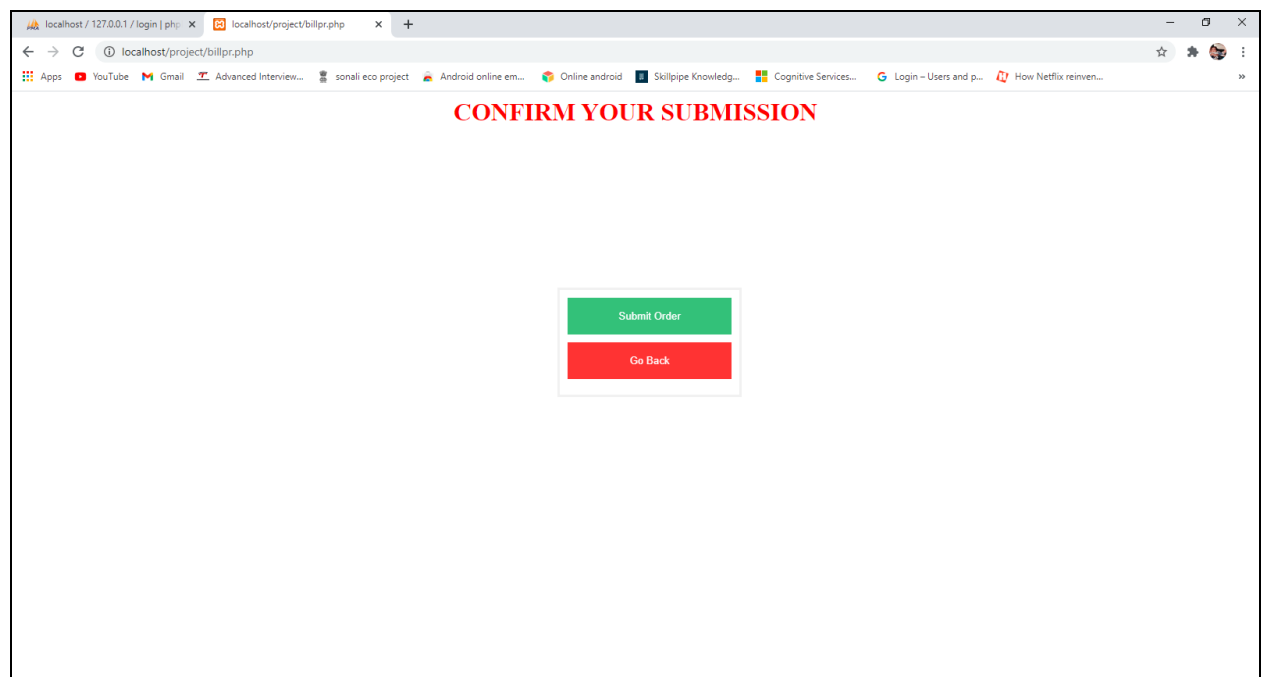 localhost / 127.0.0.1 / login | php
localhost/project/billpr.php
localhost/project/billpr.php
Apps YouTube Gmail Advanced Interview... sonali eco project Android online em... Online android Skillpipe Knowledg... Cognitive Services... Login – Users and p... How Netflix reinven... »
CONFIRM YOUR SUBMISSION
Submit Order
Go Back